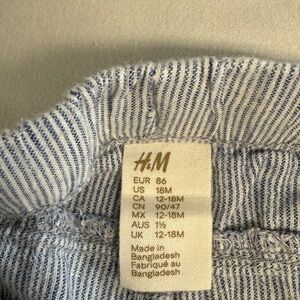 H&M
EUR 86
US 18M
CA 12-18M
CN 90/47
MX 12-18M
AUS 1½
UK 12-18M
Made in
Bangladesh
Fabriqué au
Bangladesh